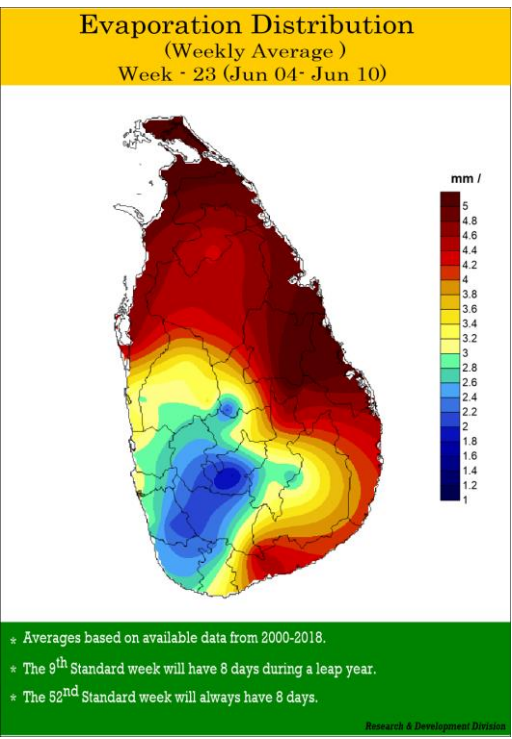 Evaporation Distribution
(Weekly Average )
Week - 23 (Jun 04- Jun 10)
mm /
5
4.8
4.6
4.4
4.2
4
3.8
3.6
3.4
3.2
3
2.8
2.6
2.4
2.2
2
1.8
1.6
1.4
1.2
1
* Averages based on available data from 2000-2018.
* The 9th Standard week will have 8 days during a leap year.
* The 52nd Standard week will always have 8 days.
Research & Development Division